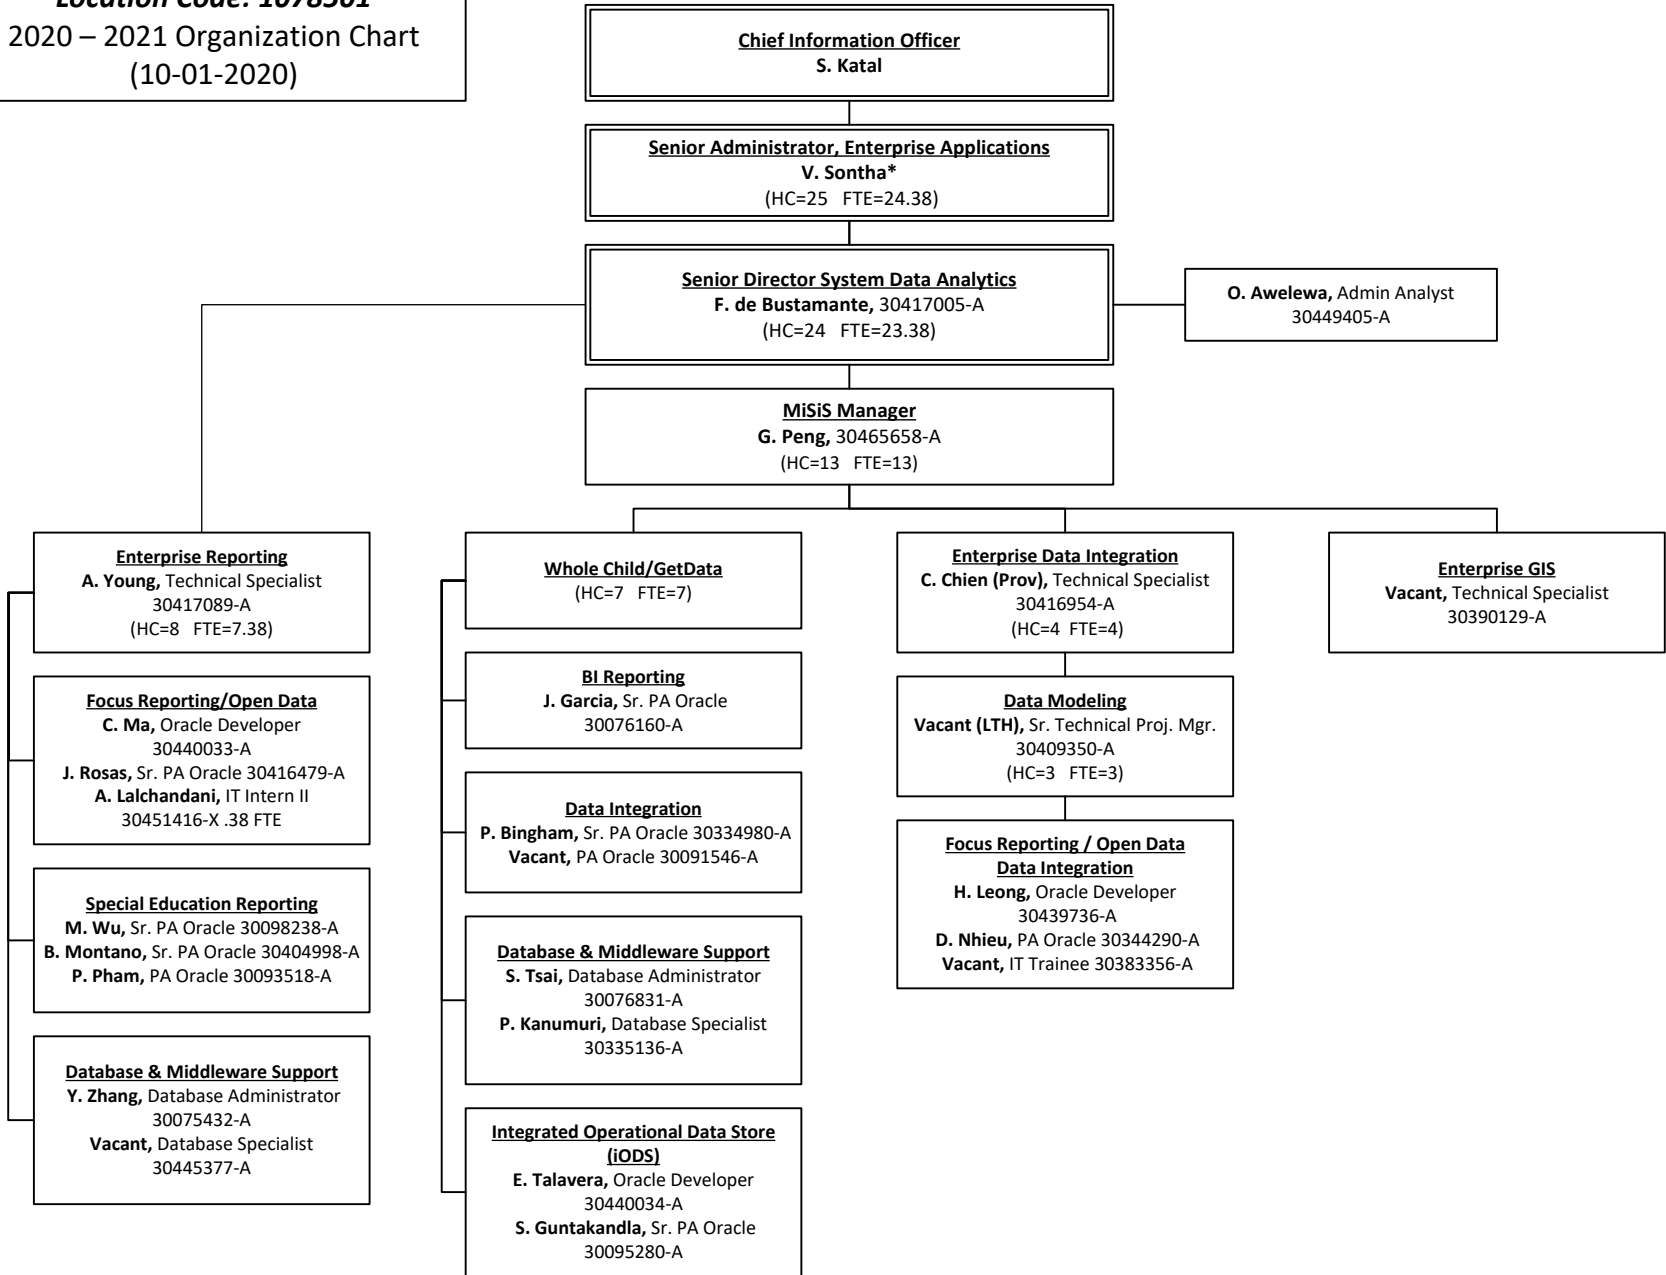 Location Code: 1078501
2020 – 2021 Organization Chart
(10-01-2020)
Chief Information Officer
S. Katal
Senior Administrator, Enterprise Applications
V. Sontha*
(HC=25 FTE=24.38)
Senior Director System Data Analytics
F. de Bustamante, 30417005-A
(HC=24 FTE=23.38)
O. Awelewa, Admin Analyst
30449405-A
MiSiS Manager
G. Peng, 30465658-A
(HC=13 FTE=13)
Enterprise Reporting
A. Young, Technical Specialist
30417089-A
(HC=8 FTE=7.38)
Focus Reporting/Open Data
C. Ma, Oracle Developer
30440033-A
J. Rosas, Sr. PA Oracle 30416479-A
A. Lalchandani, IT Intern II
30451416-X .38 FTE
Special Education Reporting
M. Wu, Sr. PA Oracle 30098238-A
B. Montano, Sr. PA Oracle 30404998-A
P. Pham, PA Oracle 30093518-A
Database & Middleware Support
Y. Zhang, Database Administrator
30075432-A
Vacant, Database Specialist
30445377-A
Whole Child/GetData
(HC=7 FTE=7)
BI Reporting
J. Garcia, Sr. PA Oracle
30076160-A
Data Integration
P. Bingham, Sr. PA Oracle 30334980-A
Vacant, PA Oracle 30091546-A
Database & Middleware Support
S. Tsai, Database Administrator
30076831-A
P. Kanumuri, Database Specialist
30335136-A
Integrated Operational Data Store
(iODS)
E. Talavera, Oracle Developer
30440034-A
S. Guntakandla, Sr. PA Oracle
30095280-A
Enterprise Data Integration
C. Chien (Prov), Technical Specialist
30416954-A
(HC=4 FTE=4)
Data Modeling
Vacant (LTH), Sr. Technical Proj. Mgr.
30409350-A
(HC=3 FTE=3)
Focus Reporting / Open Data
Data Integration
H. Leong, Oracle Developer
30439736-A
D. Nhieu, PA Oracle 30344290-A
Vacant, IT Trainee 30383356-A
Enterprise GIS
Vacant, Technical Specialist
30390129-A